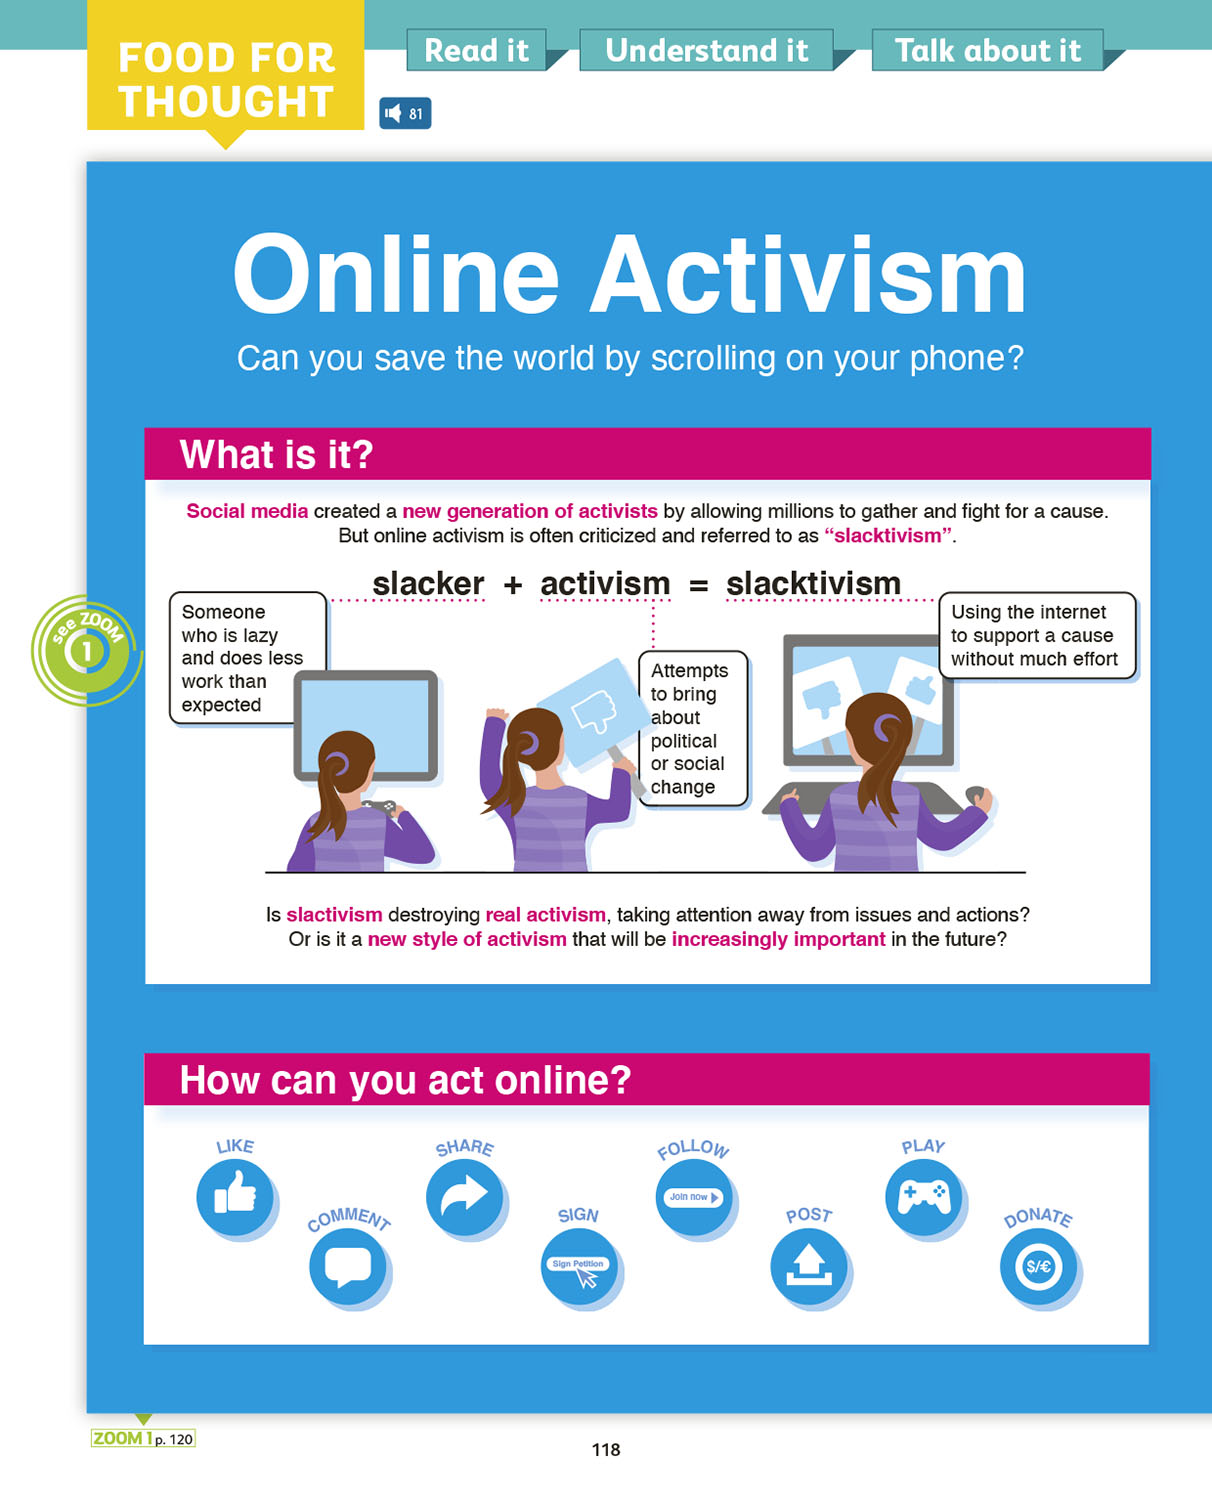 FOOD FOR
THOUGHT
Read it
Understand it
Talk about it
81
Online Activism
Can you save the world by scrolling on your phone?
What is it?
Social media created a new generation of activists by allowing millions to gather and fight for a cause.
But online activism is often criticized and referred to as “slacktivism”.
slacker + activism = slacktivism
Someone
who is lazy
and does less
work than
expected
Attempts
to bring
about
political
or social
change
Using the internet
to support a cause
without much effort
see ZOOM
1
Is slactivism destroying real activism, taking attention away from issues and actions?
Or is it a new style of activism that will be increasingly important in the future?
How can you act online?
LIKE
COMMENT
SHARE
SIGN
Sign Petition
FOLLOW
Join now
POST
PLAY
DONATE
$/€
ZOOM 1 p. 120
118